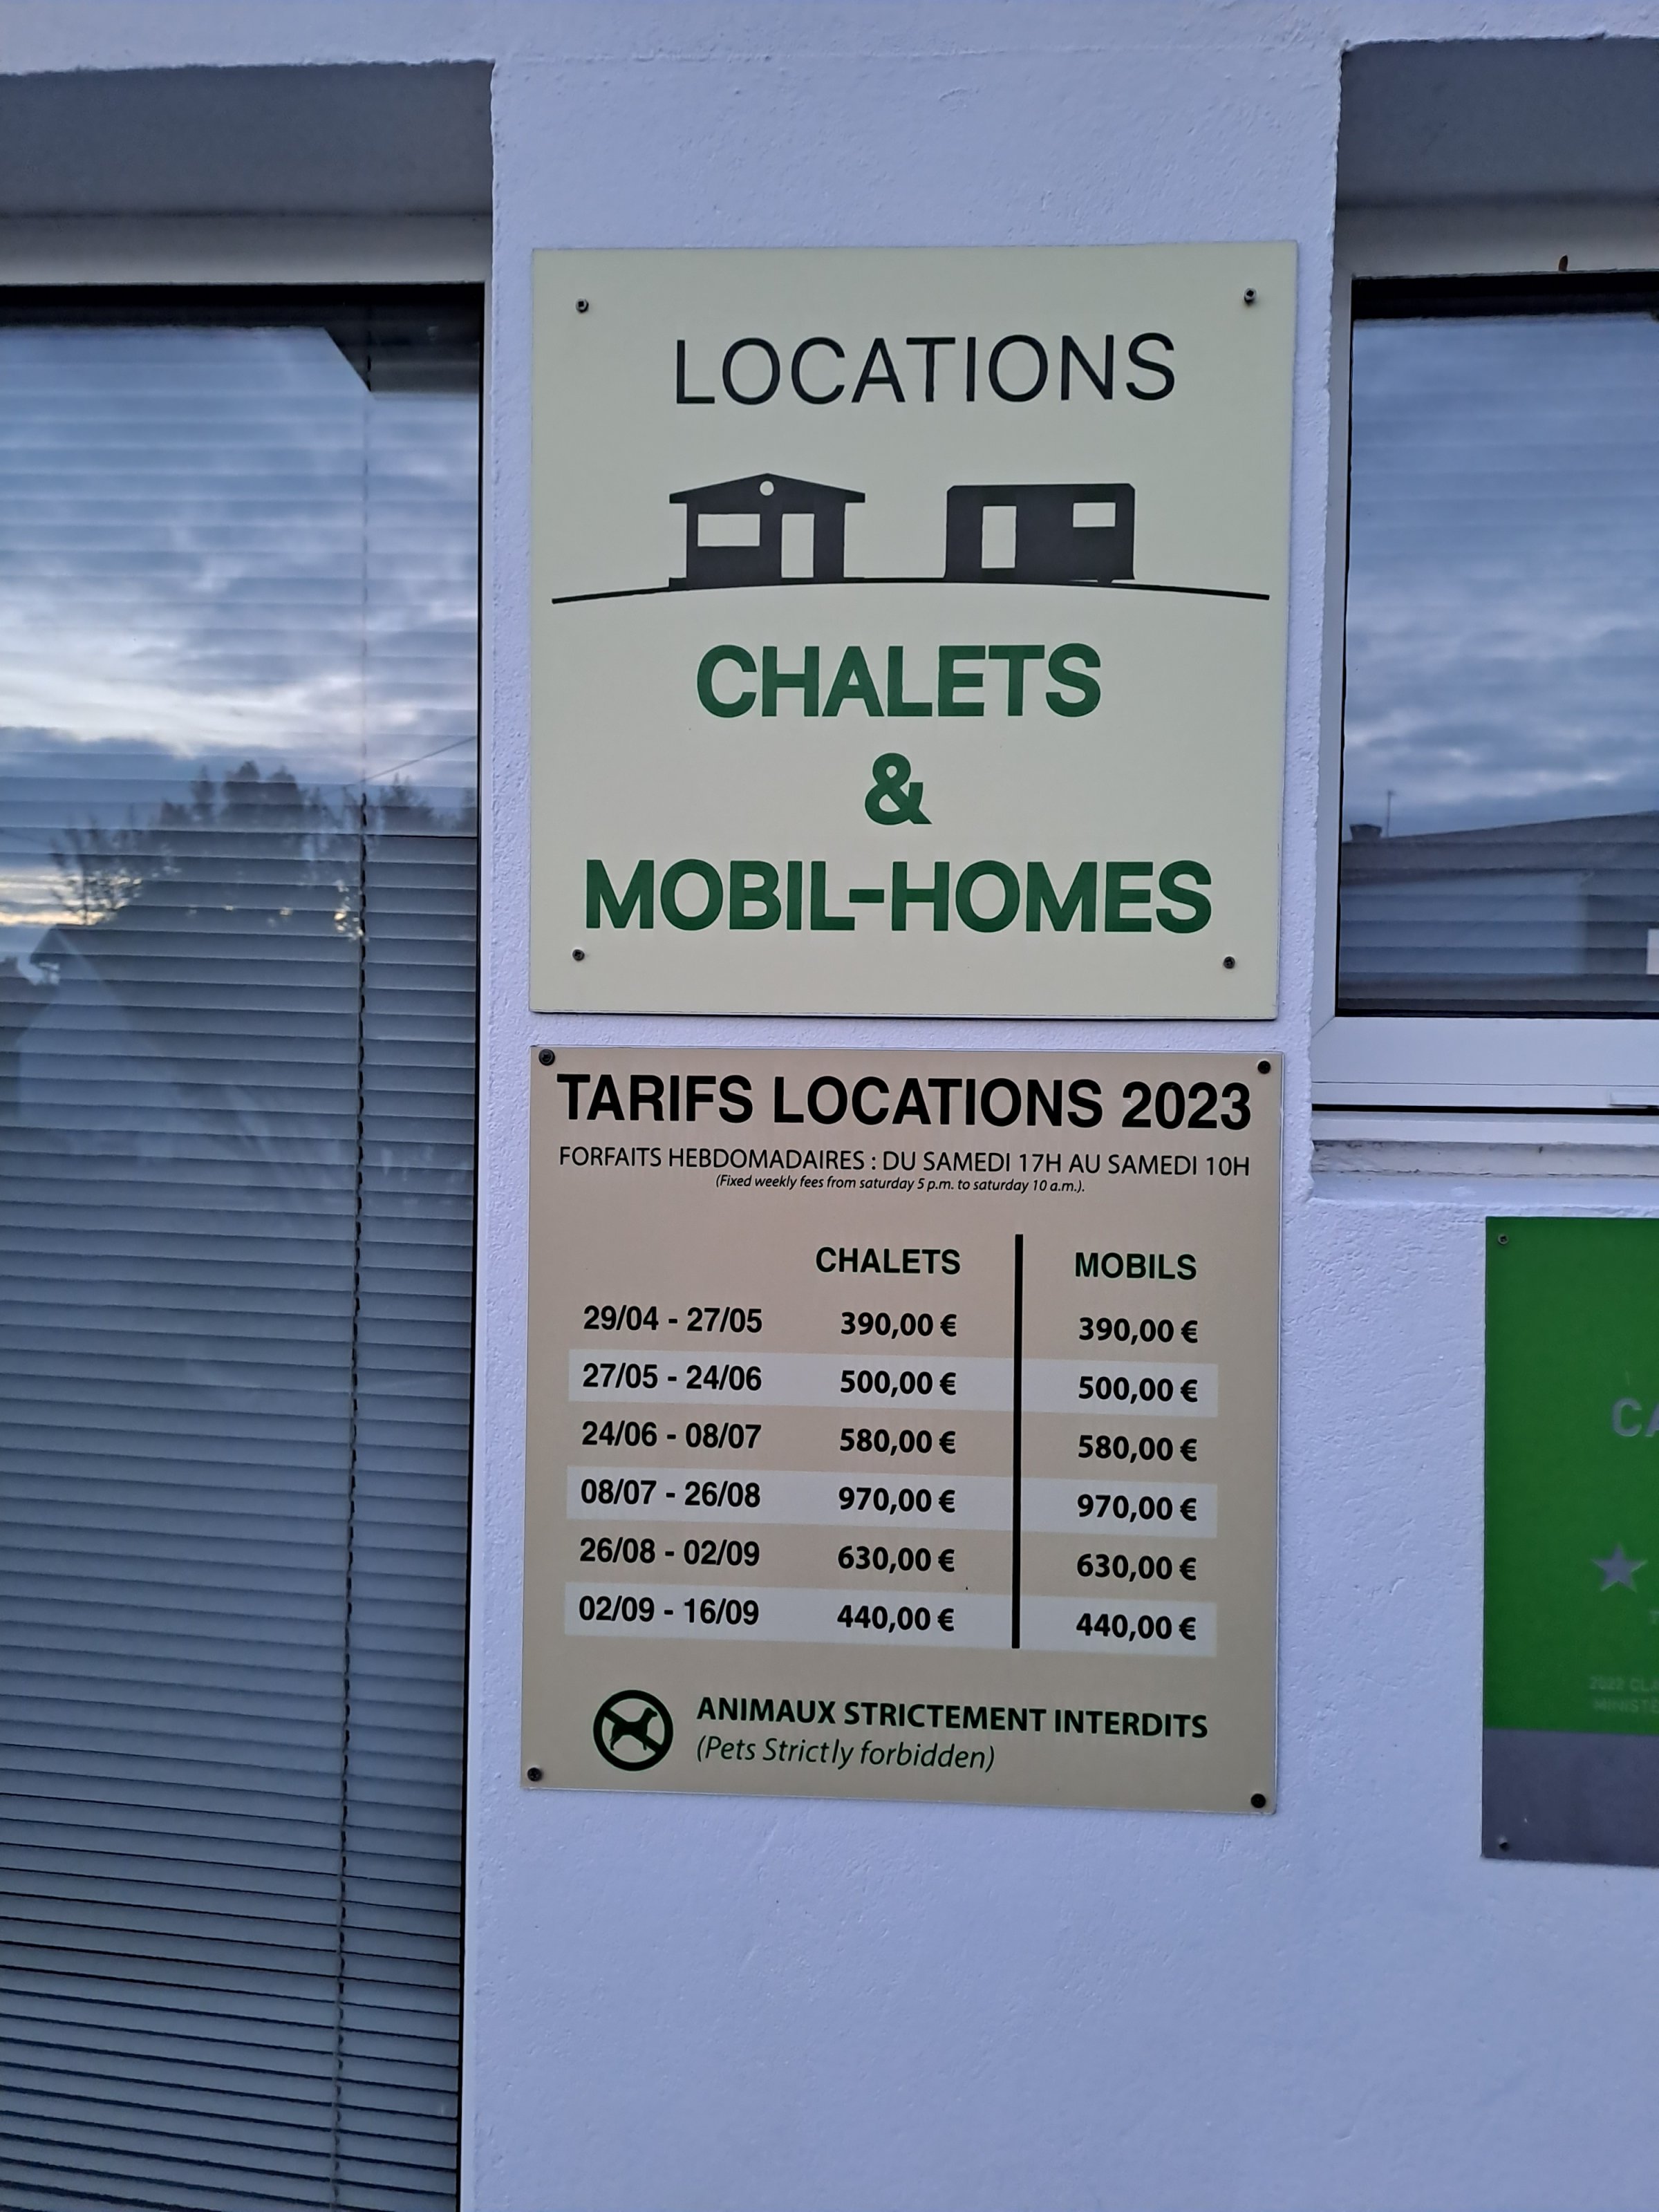 LOCATIONS
CHALETS
&
MOBIL-HOMES
TARIFS LOCATIONS 2023
FORFAITS HEBDOMADAIRES : DU SAMEDI 17H AU SAMEDI 10H
(Fixed weekly fees from saturday 5 p.m. to saturday 10 a.m.).
CHALETS MOBILS
29/04 - 27/05 390,00 € 390,00 €
27/05 - 24/06 500,00 € 500,00 €
24/06 - 08/07 580,00 € 580,00 €
08/07 - 26/08 970,00 € 970,00 €
26/08 - 02/09 630,00 € 630,00 €
02/09 - 16/09 440,00 € 440,00 €
ANIMAUX STRICTEMENT INTERDITS
(Pets Strictly forbidden)